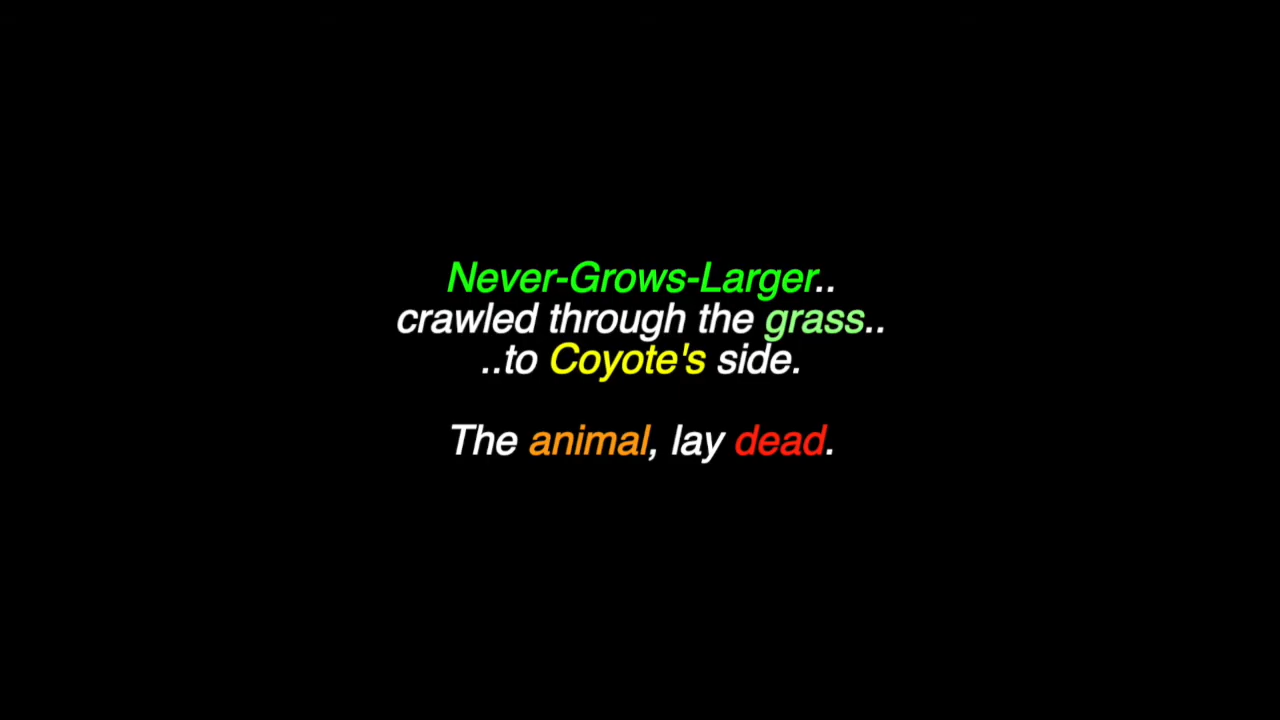 Never-Grows-Larger..
crawled through the grass..
..to Coyote's side.
The animal, lay dead.